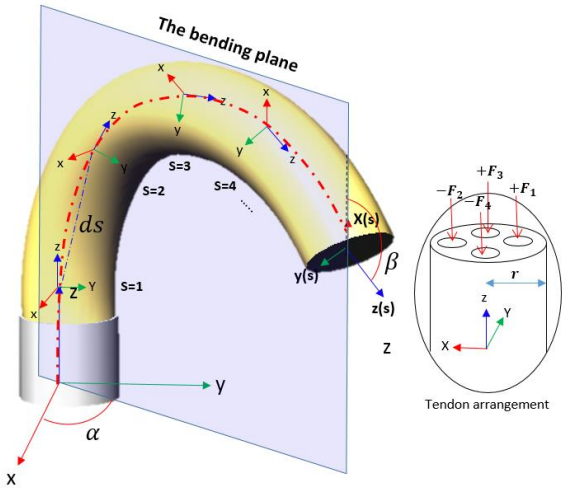 The bending plane
x
z
y
x
z
y
x
z
y
S=3
S=2
S=4
.....
ds
X(s)
y(s)
β
z(s)
z
Z
x
Y
S=1
y
α
x
Z
+F₃
−F₂
−F₄
+F₁
r
z
Y
X
Tendon arrangement